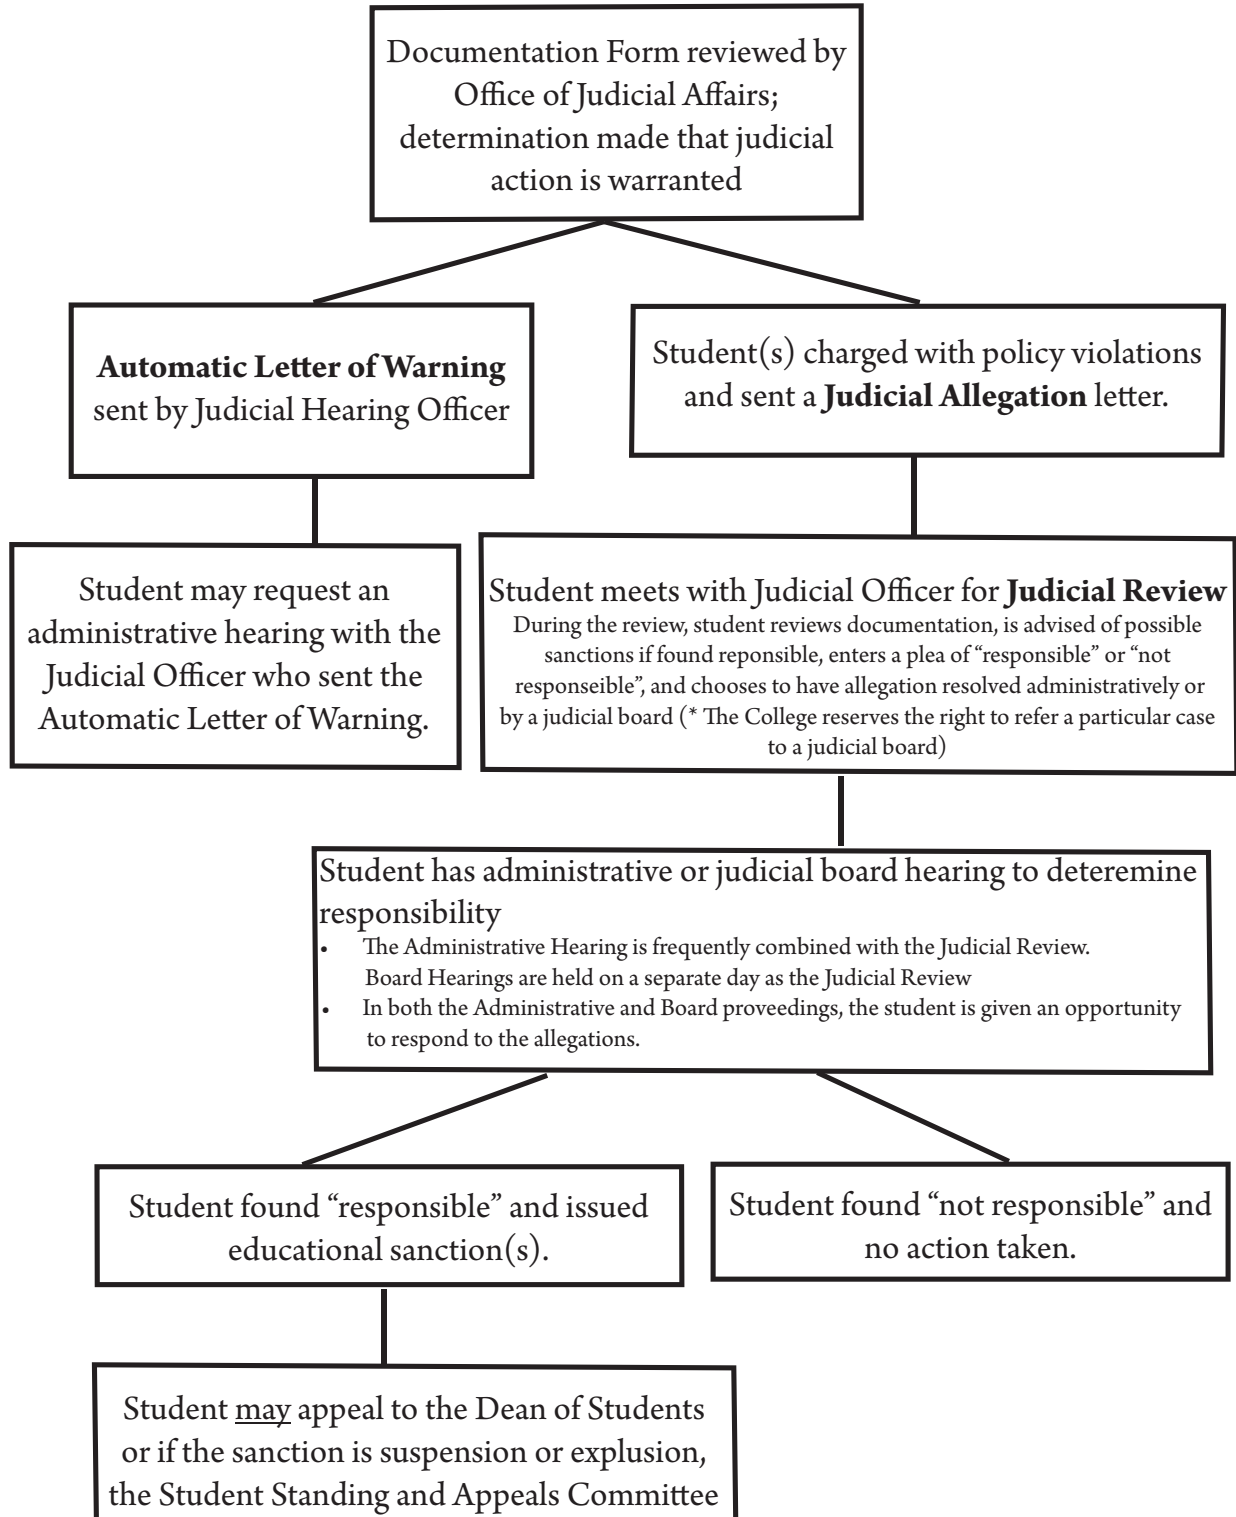 Documentation Form reviewed by
Office of Judicial Affairs;
determination made that judicial
action is warranted
Automatic Letter of Warning
sent by Judicial Hearing Officer
Student(s) charged with policy violations
and sent a Judicial Allegation letter.
Student may request an
administrative hearing with the
Judicial Officer who sent the
Automatic Letter of Warning.
Student meets with Judicial Officer for Judicial Review
During the review, student reviews documentation, is advised of possible
sanctions if found reponsible, enters a plea of “responsible” or “not
responseible”, and chooses to have allegation resolved administratively or
by a judicial board (* The College reserves the right to refer a particular case
to a judicial board)
Student has administrative or judicial board hearing to deteremine
responsibility
• The Administrative Hearing is frequently combined with the Judicial Review.
Board Hearings are held on a separate day as the Judicial Review
• In both the Administrative and Board proveedings, the student is given an opportunity
to respond to the allegations.
Student found “responsible” and issued
educational sanction(s).
Student found “not responsible” and
no action taken.
Student may appeal to the Dean of Students
or if the sanction is suspension or explusion,
the Student Standing and Appeals Committee